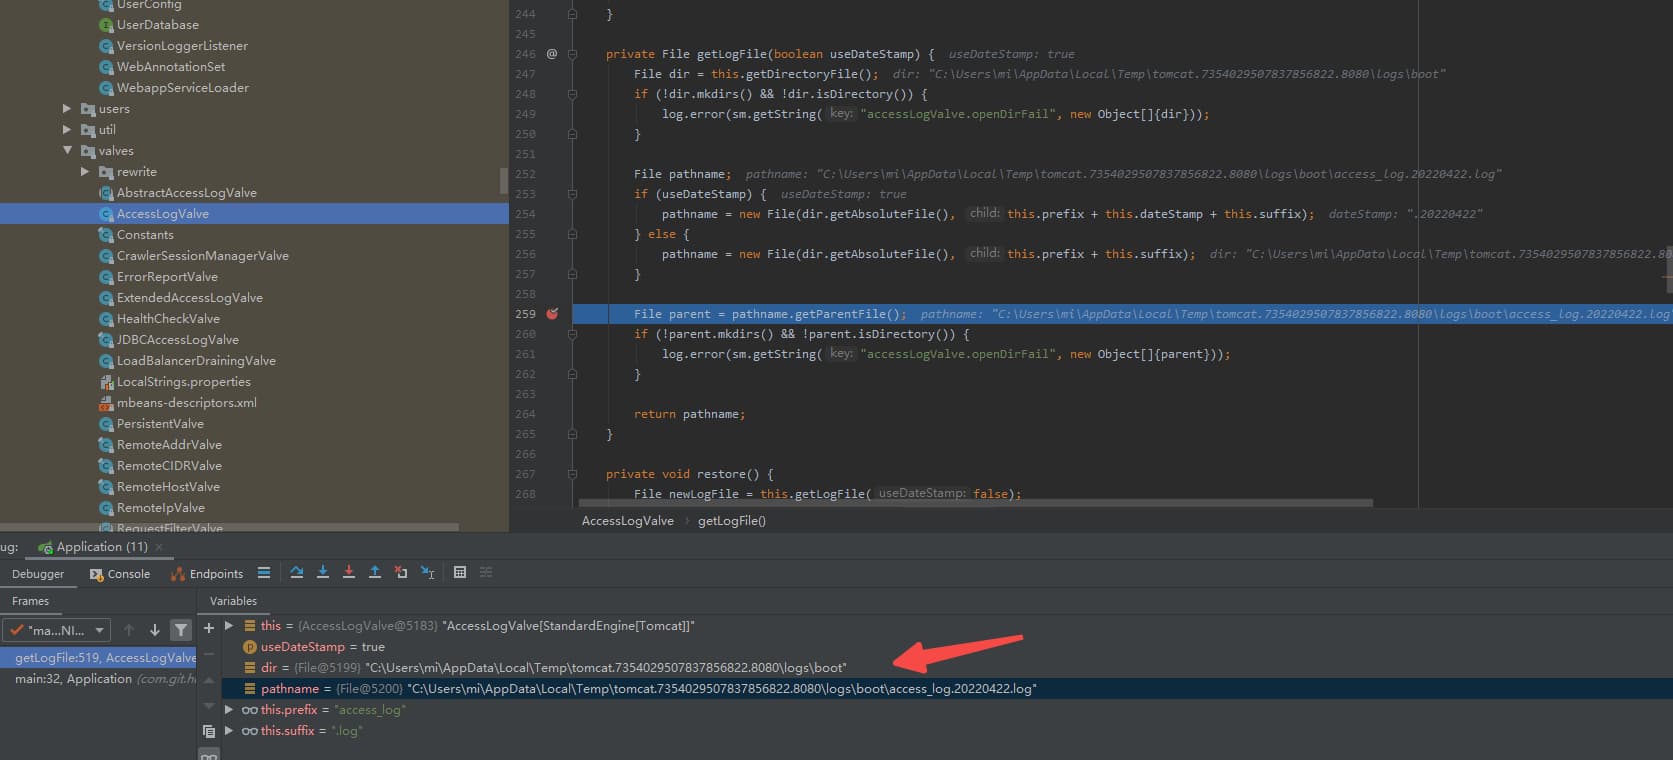 UserConfig
UserDatabase
VersionLoggerListener
WebAnnotationSet
WebappServiceLoader
users
util
valves
rewrite
AbstractAccessLogValve
AccessLogValve
Constants
CrawlerSessionManagerValve
ErrorReportValve
ExtendedAccessLogValve
HealthCheckValve
JDBCAccessLogValve
LoadBalancerDrainingValve
LocalStrings.properties
mbeans-descriptors.xml
PersistentValve
RemoteAddrValve
RemoteCIDRValve
RemoteHostValve
RemoteIpValve
RequestFilterValve
244 }
245
246 @ private File getLogFile(boolean useDateStamp) { useDateStamp: true
247 File dir = this.getDirectoryFile(); dir: "C:\Users\mi\AppData\Local\Temp\tomcat.7354029507837856822.8080\logs\boot"
248 if (!dir.mkdirs() && !dir.isDirectory()) {
249 log.error(sm.getString( key: "accessLogValve.openDirFail", new Object[]{dir}));
250 }
251
252 File pathname; pathname: "C:\Users\mi\AppData\Local\Temp\tomcat.7354029507837856822.8080\logs\boot\access_log.20220422.log"
253 if (useDateStamp) { useDateStamp: true
254 pathname = new File(dir.getAbsoluteFile(), child: this.prefix + this.dateStamp + this.suffix); dateStamp: ".20220422"
255 } else {
256 pathname = new File(dir.getAbsoluteFile(), child: this.prefix + this.suffix); dir: "C:\Users\mi\AppData\Local\Temp\tomcat.7354029507837856822.80
257 }
258
259 File parent = pathname.getParentFile(); pathname: "C:\Users\mi\AppData\Local\Temp\tomcat.7354029507837856822.8080\logs\boot\access_log.20220422.log
260 if (!parent.mkdirs() && !parent.isDirectory()) {
261 log.error(sm.getString( key: "accessLogValve.openDirFail", new Object[]{parent}));
262 }
263
264 return pathname;
265 }
266
267 private void restore() {
268 File newLogFile = this.getLogFile( useDateStamp: false);
AccessLogValve › getLogFile()
ug: Application (11) ×
Debugger Console Endpoints
Frames Variables
"ma...NI...
getLogFile:519, AccessLogValve
main:32, Application (com.git.h
this = {AccessLogValve@5183} "AccessLogValve[StandardEngine[Tomcat]]"
useDateStamp = true
dir = {File@5199} "C:\Users\mi\AppData\Local\Temp\tomcat.7354029507837856822.8080\logs\boot"
pathname = {File@5200} "C:\Users\mi\AppData\Local\Temp\tomcat.7354029507837856822.8080\logs\boot\access_log.20220422.log"
this.prefix = "access_log"
this.suffix = ".log"